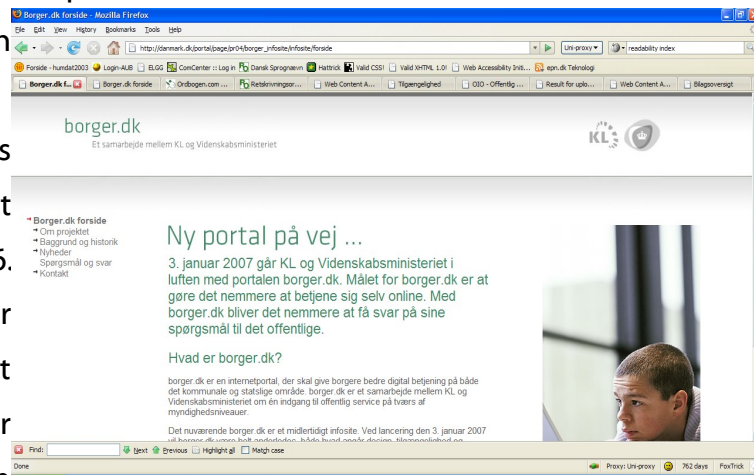 Borger.dk forside - Mozilla Firefox
File Edit View History Bookmarks Tools Help
http://danmark.dk/portal/page/pr04/borger_infosite/infosite/forside
Uni-proxy
readability index
Forside - humdat2003 Login-AUB ELGG ComCenter :: Log in Dansk Sprognævn Hattrick Valid CSS! Valid XHTML 1.0! Web Accessibility Initi... epn.dk Teknologi
Borger.dk f... Borger.dk forside Ordbogen.com ... Retskrivningsor... Web Content A... Tilgængelighed OIO - Offentlig ... Result for uplo... Web Content A... Bilagsoversigt
borger.dk
Et samarbejde mellem KL og Videnskabsministeriet
KL
Borger.dk forside
Om projektet
Baggrund og historik
Nyheder
Spørgsmål og svar
Kontakt
Ny portal på vej ...
3. januar 2007 går KL og Videnskabsministeriet i
luften med portalen borger.dk. Målet for borger.dk er at
gøre det nemmere at betjene sig selv online. Med
borger.dk bliver det nemmere at få svar på sine
spørgsmål til det offentlige.
Hvad er borger.dk?
borger.dk er en internetportal, der skal give borgere bedre digital betjening på både
det kommunale og statslige område. borger.dk er et samarbejde mellem KL og
Videnskabsministeriet om én indgang til offentlig service på tværs af
myndighedsniveauer.
Det nuværende borger.dk er et midlertidigt infosite. Ved lancering den 3. januar 2007
Find: Next Previous Highlight all Match case
Done
Proxy: Uni-proxy 762 days FoxTrick